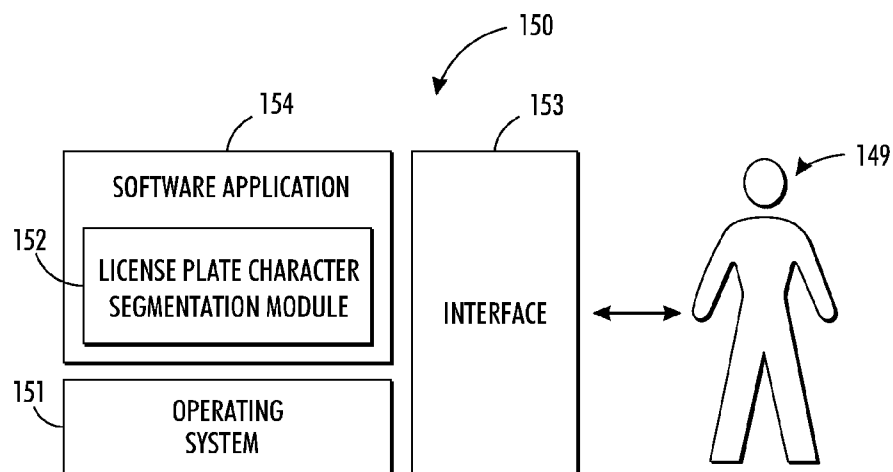 150
154
153
149
SOFTWARE APPLICATION
152
LICENSE PLATE CHARACTER
SEGMENTATION MODULE
INTERFACE
151
OPERATING
SYSTEM